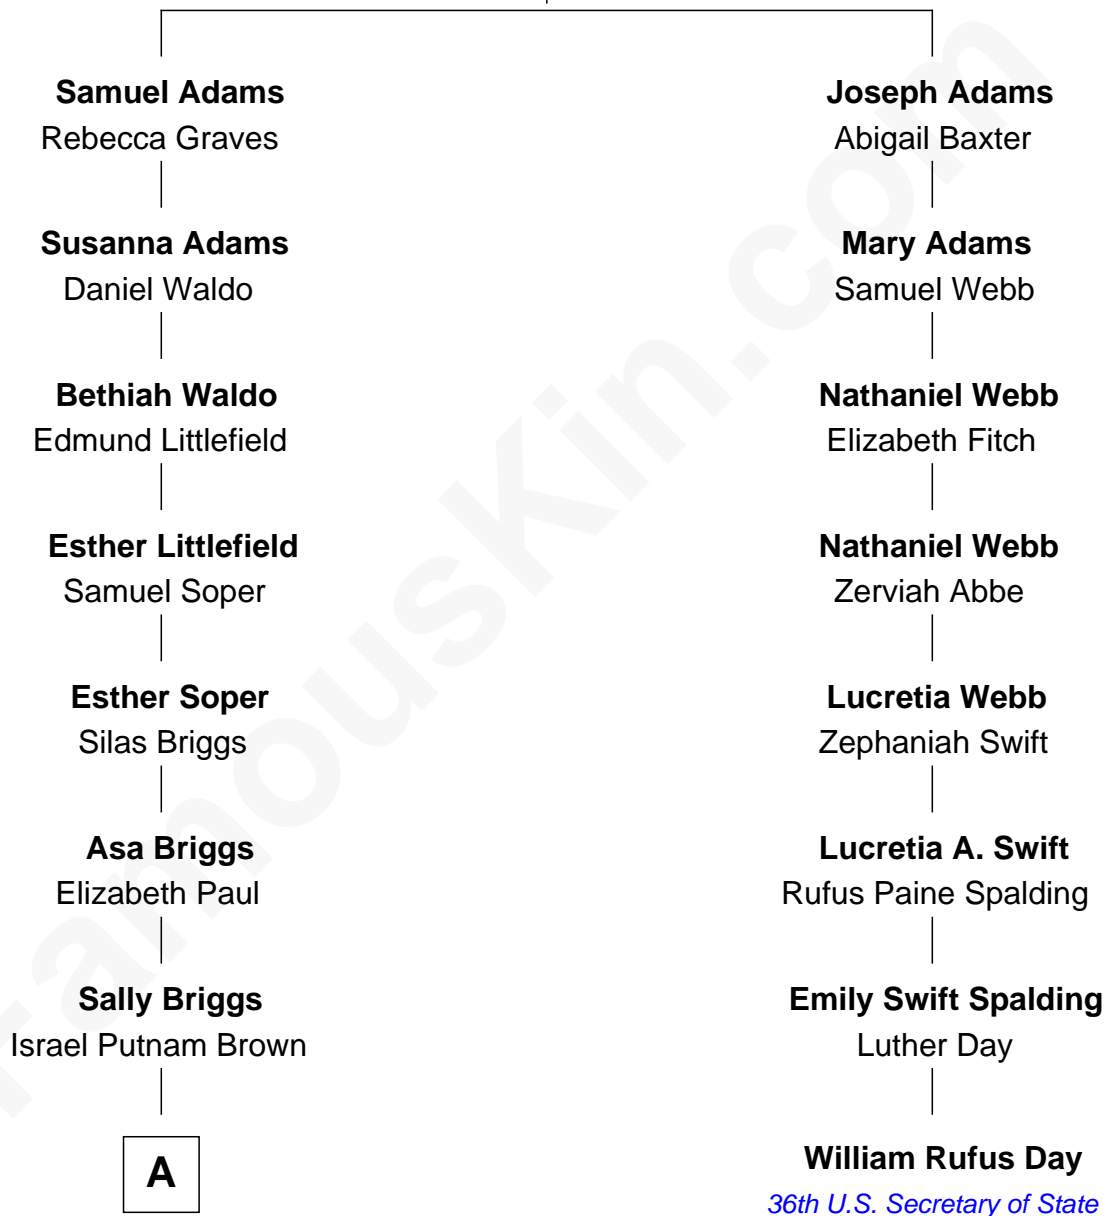 Samuel Adams
Rebecca Graves
Joseph Adams
Abigail Baxter
Susanna Adams
Daniel Waldo
Mary Adams
Samuel Webb
Bethiah Waldo
Edmund Littlefield
Nathaniel Webb
Elizabeth Fitch
Esther Littlefield
Samuel Soper
Nathaniel Webb
Zerviah Abbe
Esther Soper
Silas Briggs
Lucretia Webb
Zephaniah Swift
Asa Briggs
Elizabeth Paul
Lucretia A. Swift
Rufus Paine Spalding
Sally Briggs
Israel Putnam Brown
Emily Swift Spalding
Luther Day
A
William Rufus Day
36th U.S. Secretary of State
FamousKin.com